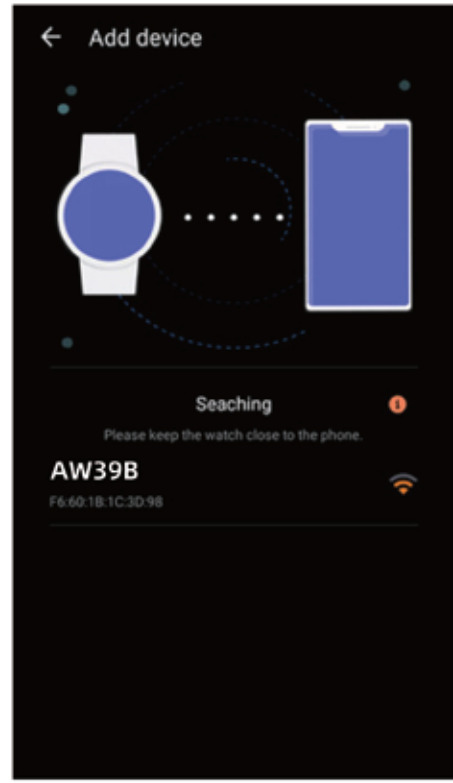 Add device
Seaching
Please keep the watch close to the phone.
AW39B
F6:60:1B:1C:3D:98